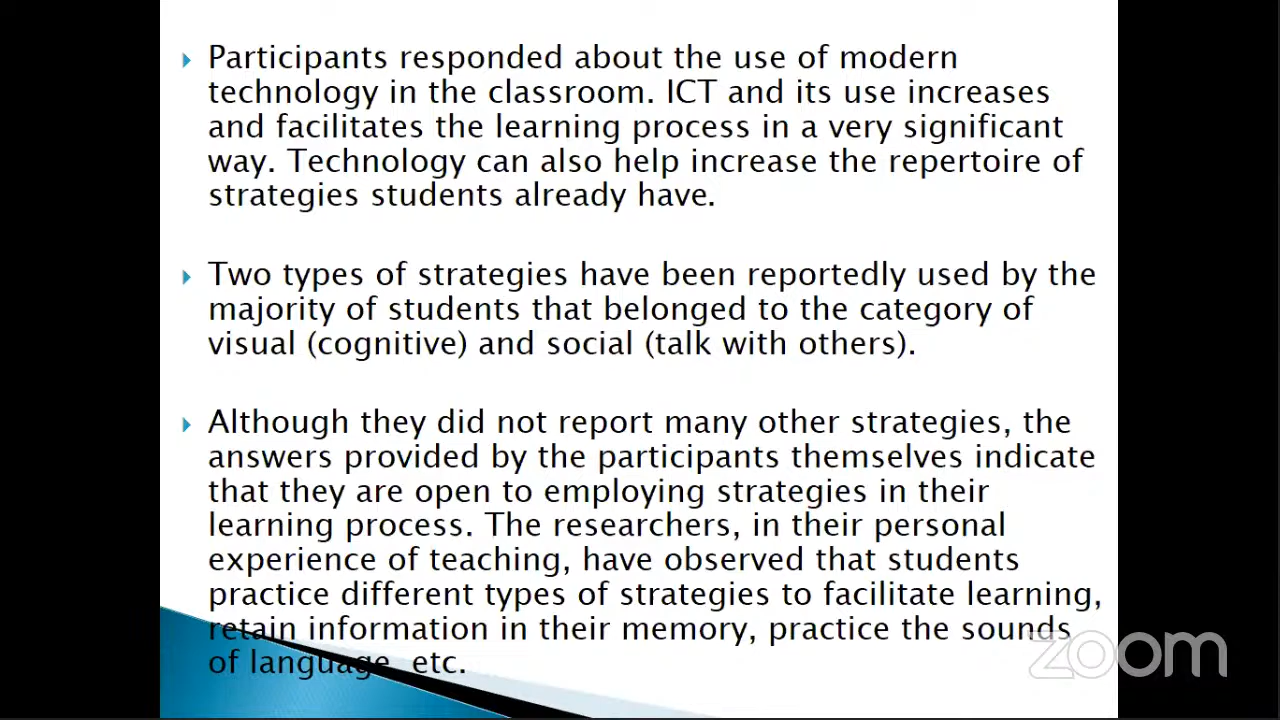 Participants responded about the use of modern
technology in the classroom. ICT and its use increases
and facilitates the learning process in a very significant
way. Technology can also help increase the repertoire of
strategies students already have.
Two types of strategies have been reportedly used by the
majority of students that belonged to the category of
visual (cognitive) and social (talk with others).
Although they did not report many other strategies, the
answers provided by the participants themselves indicate
that they are open to employing strategies in their
learning process. The researchers, in their personal
experience of teaching, have observed that students
practice different types of strategies to facilitate learning,
retain information in their memory, practice the sounds
of language, etc.
zoom